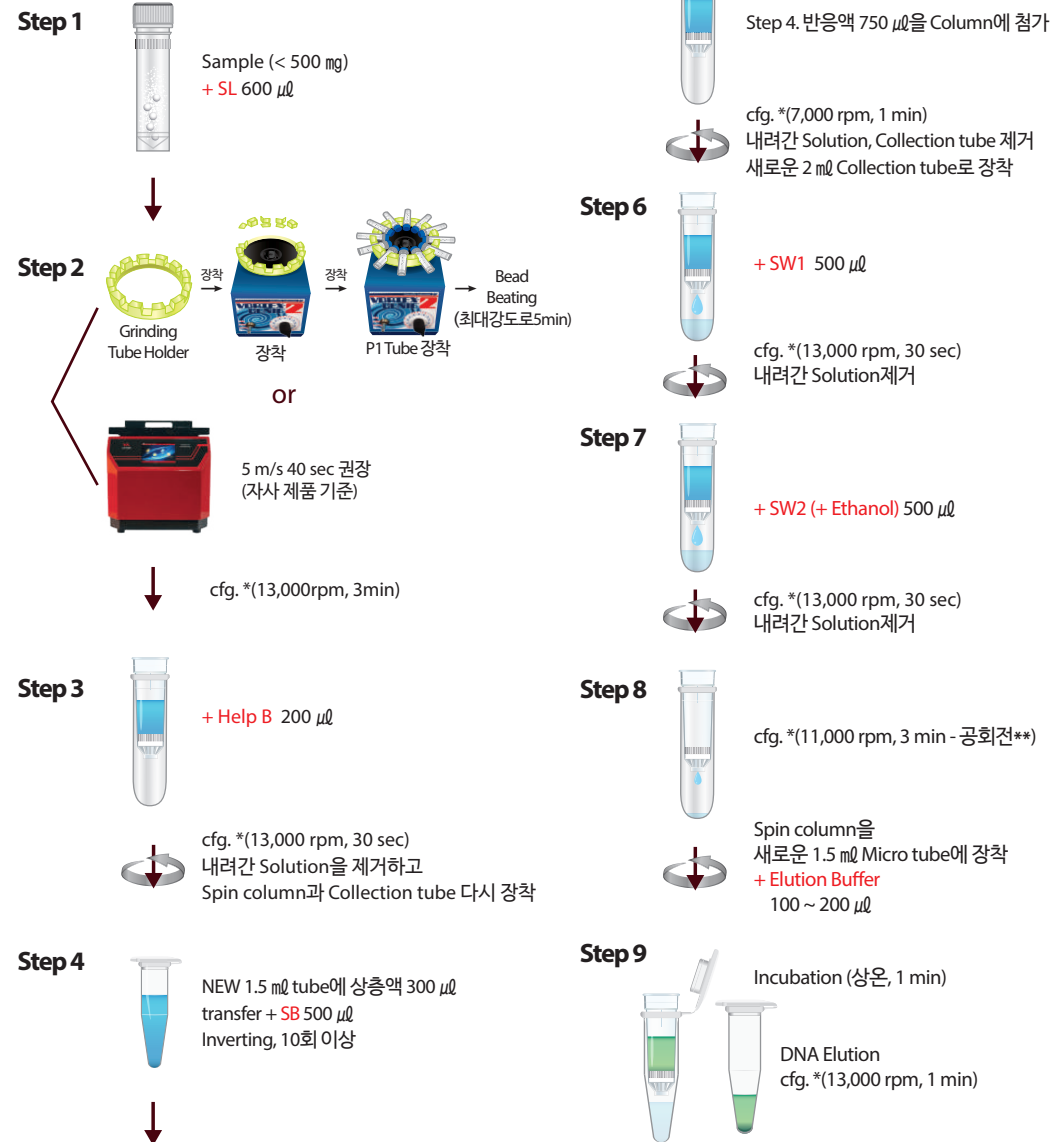 Step 1
Sample (< 500 ㎎)
+ SL 600 ㎕
Step 2
장착
장착
Grinding
Tube Holder
장착
P1 Tube 장착
Bead
Beating
(최대강도로5min)
or
5 m/s 40 sec 권장
(자사 제품 기준)
cfg. *(13,000rpm, 3min)
Step 3
+ Help B 200 ㎕
cfg. *(13,000 rpm, 30 sec)
내려간 Solution을 제거하고
Spin column과 Collection tube 다시 장착
Step 4
NEW 1.5 ㎖ tube에 상층액 300 ㎕
transfer + SB 500 ㎕
Inverting, 10회 이상
Step 4. 반응액 750 ㎕을 Column에 첨가
cfg. *(7,000 rpm, 1 min)
내려간 Solution, Collection tube 제거
새로운 2 ㎖ Collection tube로 장착
Step 6
+ SW1 500 ㎕
cfg. *(13,000 rpm, 30 sec)
내려간 Solution제거
Step 7
+ SW2 (+ Ethanol) 500 ㎕
cfg. *(13,000 rpm, 30 sec)
내려간 Solution제거
Step 8
cfg. *(11,000 rpm, 3 min - 공회전**)
Spin column을
새로운 1.5 ㎖ Micro tube에 장착
+ Elution Buffer
100 ~ 200 ㎕
Step 9
Incubation (상온, 1 min)
DNA Elution
cfg. *(13,000 rpm, 1 min)